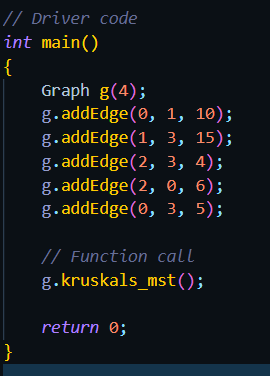 // Driver code
int main()
{
Graph g(4);
g.addEdge(0, 1, 10);
g.addEdge(1, 3, 15);
g.addEdge(2, 3, 4);
g.addEdge(2, 0, 6);
g.addEdge(0, 3, 5);
// Function call
g.kruskals_mst();
return 0;
}